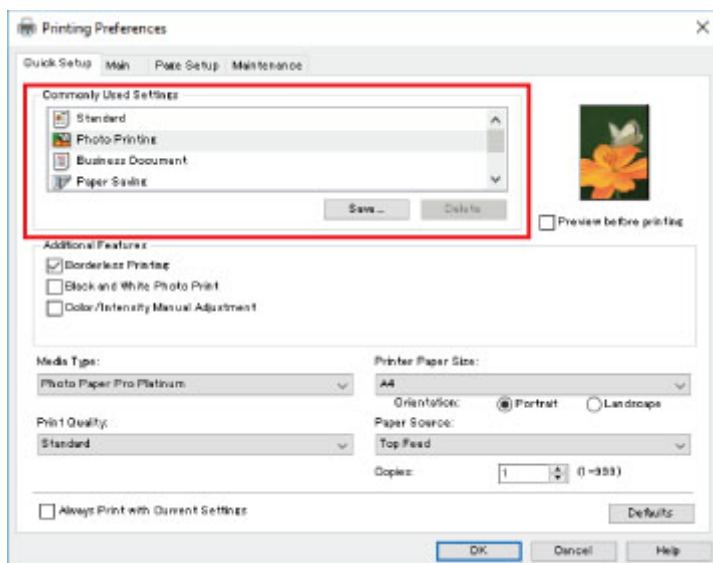 Printing Preferences
Quick Setup Main Page Setup Maintenance
Commonly Used Settings
Standard
Photo Printing
Business Document
Paper Saving
Save... Delete
Preview before printing
Additional Features
Borderless Printing
Black and White Photo Print
Color/Intensity Manual Adjustment
Media Type:
Photo Paper Pro Platinum
Printer Paper Size:
A4
Orientation: Portrait Landscape
Print Quality:
Standard
Paper Source:
Top Feed
Copies: 1 (1-999)
Always Print with Current Settings
Defaults
OK Cancel Help